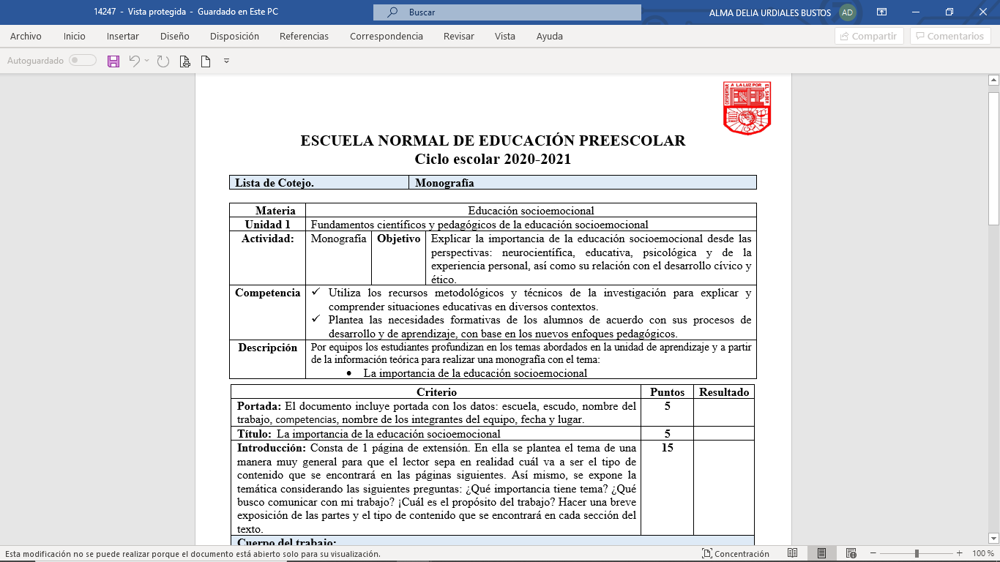 14247 - Vista protegida - Guardado en Este PC
Buscar
ALMA DELIA URDIALES BUSTOS
AD
Archivo Inicio Insertar Diseño Disposición Referencias Correspondencia Revisar Vista Ayuda
Compartir Comentarios
Autoguardado
DESPERTAR A LA LUZ POR EL SABER
ESCUELA NORMAL DE EDUCACIÓN PREESCOLAR
Ciclo escolar 2020-2021
Lista de Cotejo. Monografía
Materia Educación socioemocional
Unidad 1 Fundamentos científicos y pedagógicos de la educación socioemocional
Actividad: Monografía Objetivo Explicar la importancia de la educación socioemocional desde las
perspectivas: neurocientífica, educativa, psicológica y de la
experiencia personal, así como su relación con el desarrollo cívico y
ético.
Competencia ✓ Utiliza los recursos metodológicos y técnicos de la investigación para explicar y
comprender situaciones educativas en diversos contextos.
✓ Plantea las necesidades formativas de los alumnos de acuerdo con sus procesos de
desarrollo y de aprendizaje, con base en los nuevos enfoques pedagógicos.
Descripción Por equipos los estudiantes profundizan en los temas abordados en la unidad de aprendizaje y a partir
de la información teórica para realizar una monografía con el tema:
• La importancia de la educación socioemocional
Criterio Puntos Resultado
Portada: El documento incluye portada con los datos: escuela, escudo, nombre del 5
trabajo, competencias, nombre de los integrantes del equipo, fecha y lugar.
Título: La importancia de la educación socioemocional 5
Introducción: Consta de 1 página de extensión. En ella se plantea el tema de una 15
manera muy general para que el lector sepa en realidad cuál va a ser el tipo de
contenido que se encontrará en las páginas siguientes. Así mismo, se expone la
temática considerando las siguientes preguntas: ¿Qué importancia tiene tema? ¿Qué
busco comunicar con mi trabajo? ¡Cuál es el propósito del trabajo? Hacer una breve
exposición de las partes y el tipo de contenido que se encontrará en cada sección del
texto.
Cuerpo del trabajo:
Esta modificación no se puede realizar porque el documento está abierto solo para su visualización.
Concentración
100 %